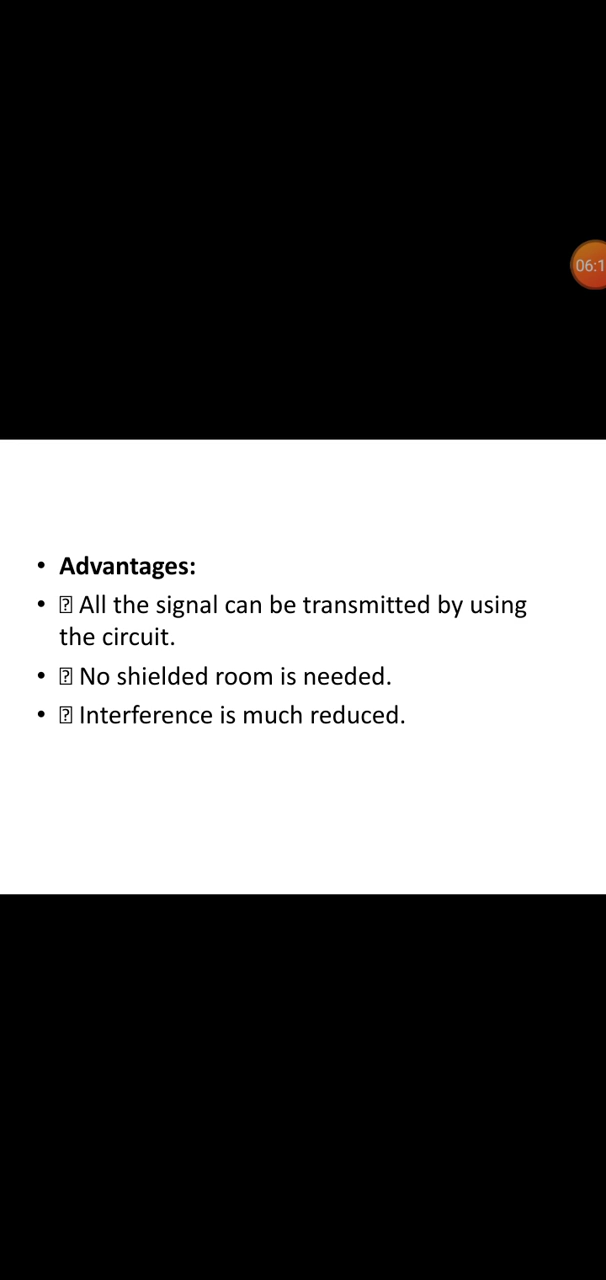 06:1
• Advantages:
• ⍰ All the signal can be transmitted by using
the circuit.
• ⍰ No shielded room is needed.
• ⍰ Interference is much reduced.